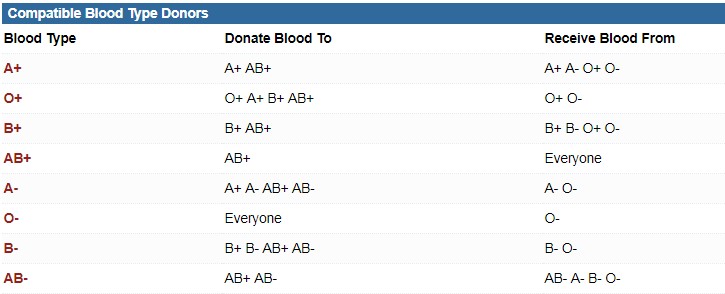 Compatible Blood Type Donors
Blood Type Donate Blood To Receive Blood From
A+ A+ AB+ A+ A- O+ O-
O+ O+ A+ B+ AB+ O+ O-
B+ B+ AB+ B+ B- O+ O-
AB+ AB+ Everyone
A- A+ A- AB+ AB- A- O-
O- Everyone O-
B- B+ B- AB+ AB- B- O-
AB- AB+ AB- AB- A- B- O-